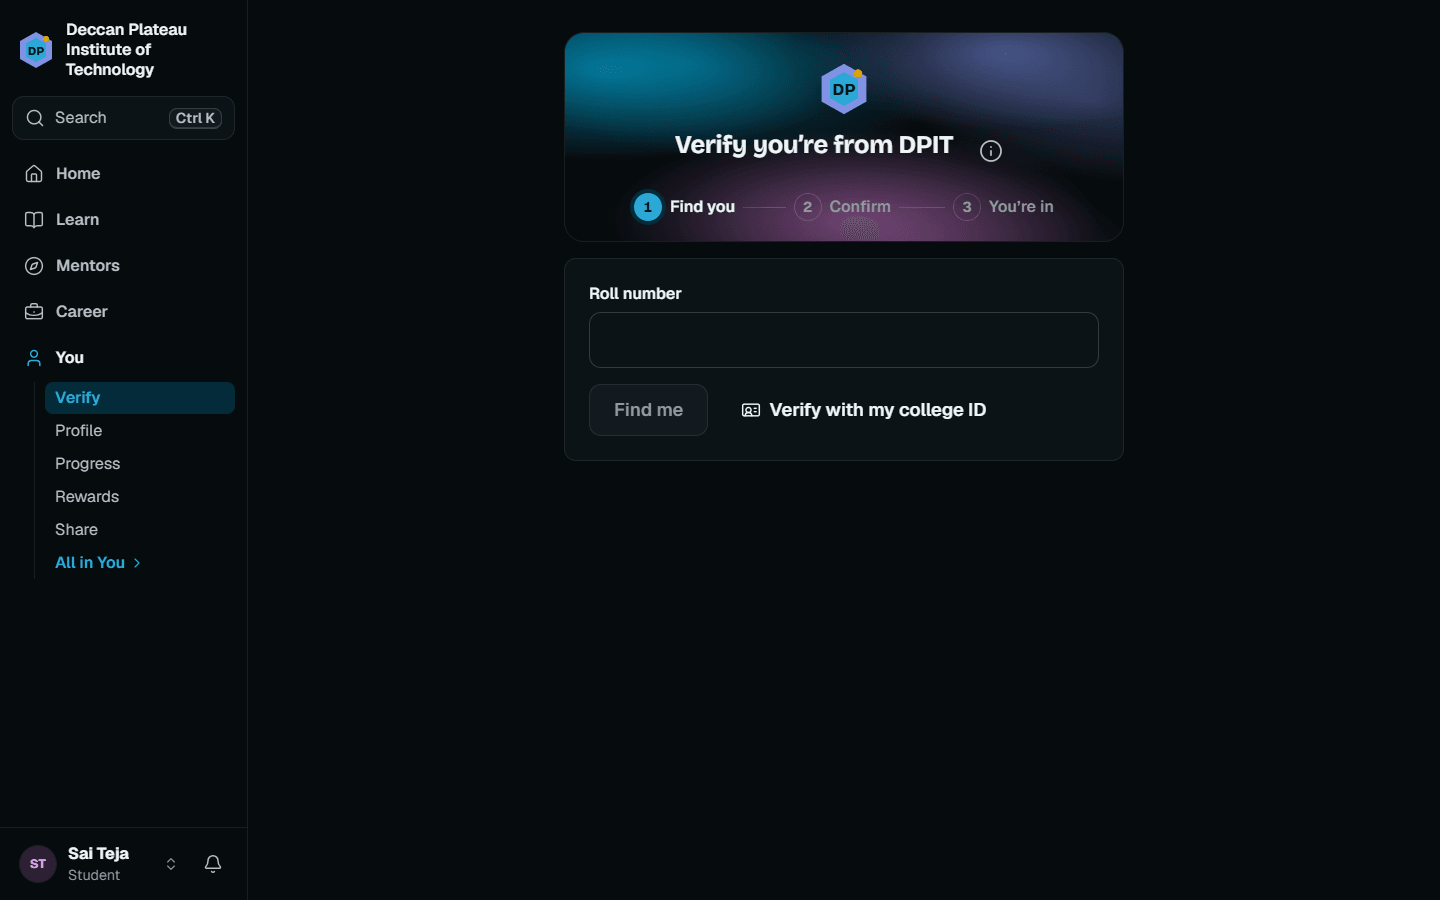 DP
Deccan Plateau
Institute of
Technology
Search
Ctrl K
Home
Learn
Mentors
Career
You
Verify
Profile
Progress
Rewards
Share
All in You
ST
Sai Teja
Student
DP
Verify you're from DPIT
1 Find you
2 Confirm
3 You're in
Roll number
Find me
Verify with my college ID